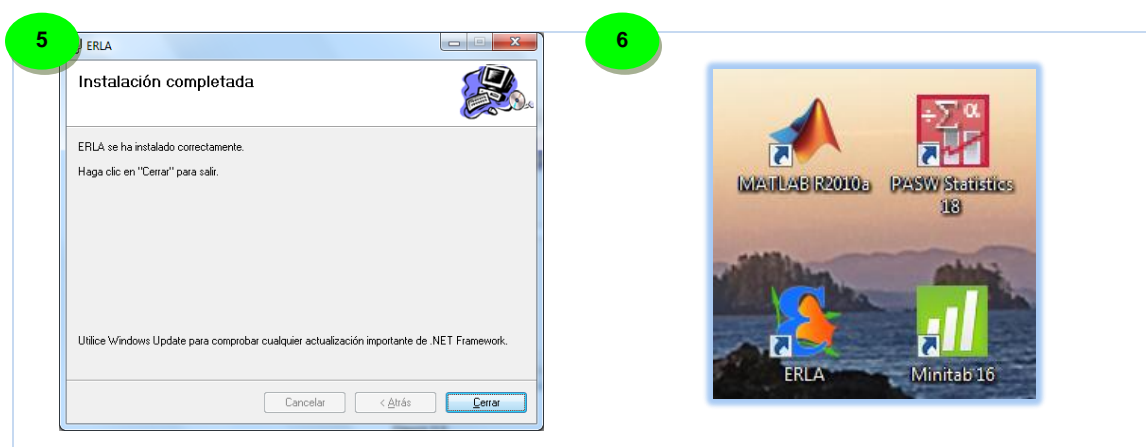 5
ERLA
Instalación completada
ERLA se ha instalado correctamente.
Haga clic en "Cerrar" para salir.
Utilice Windows Update para comprobar cualquier actualización importante de .NET Framework.
Cancelar
< Atrás
Cerrar
6
÷Σα
MATLAB R2010a
PASW Statistics
18
ERLA
Minitab 16